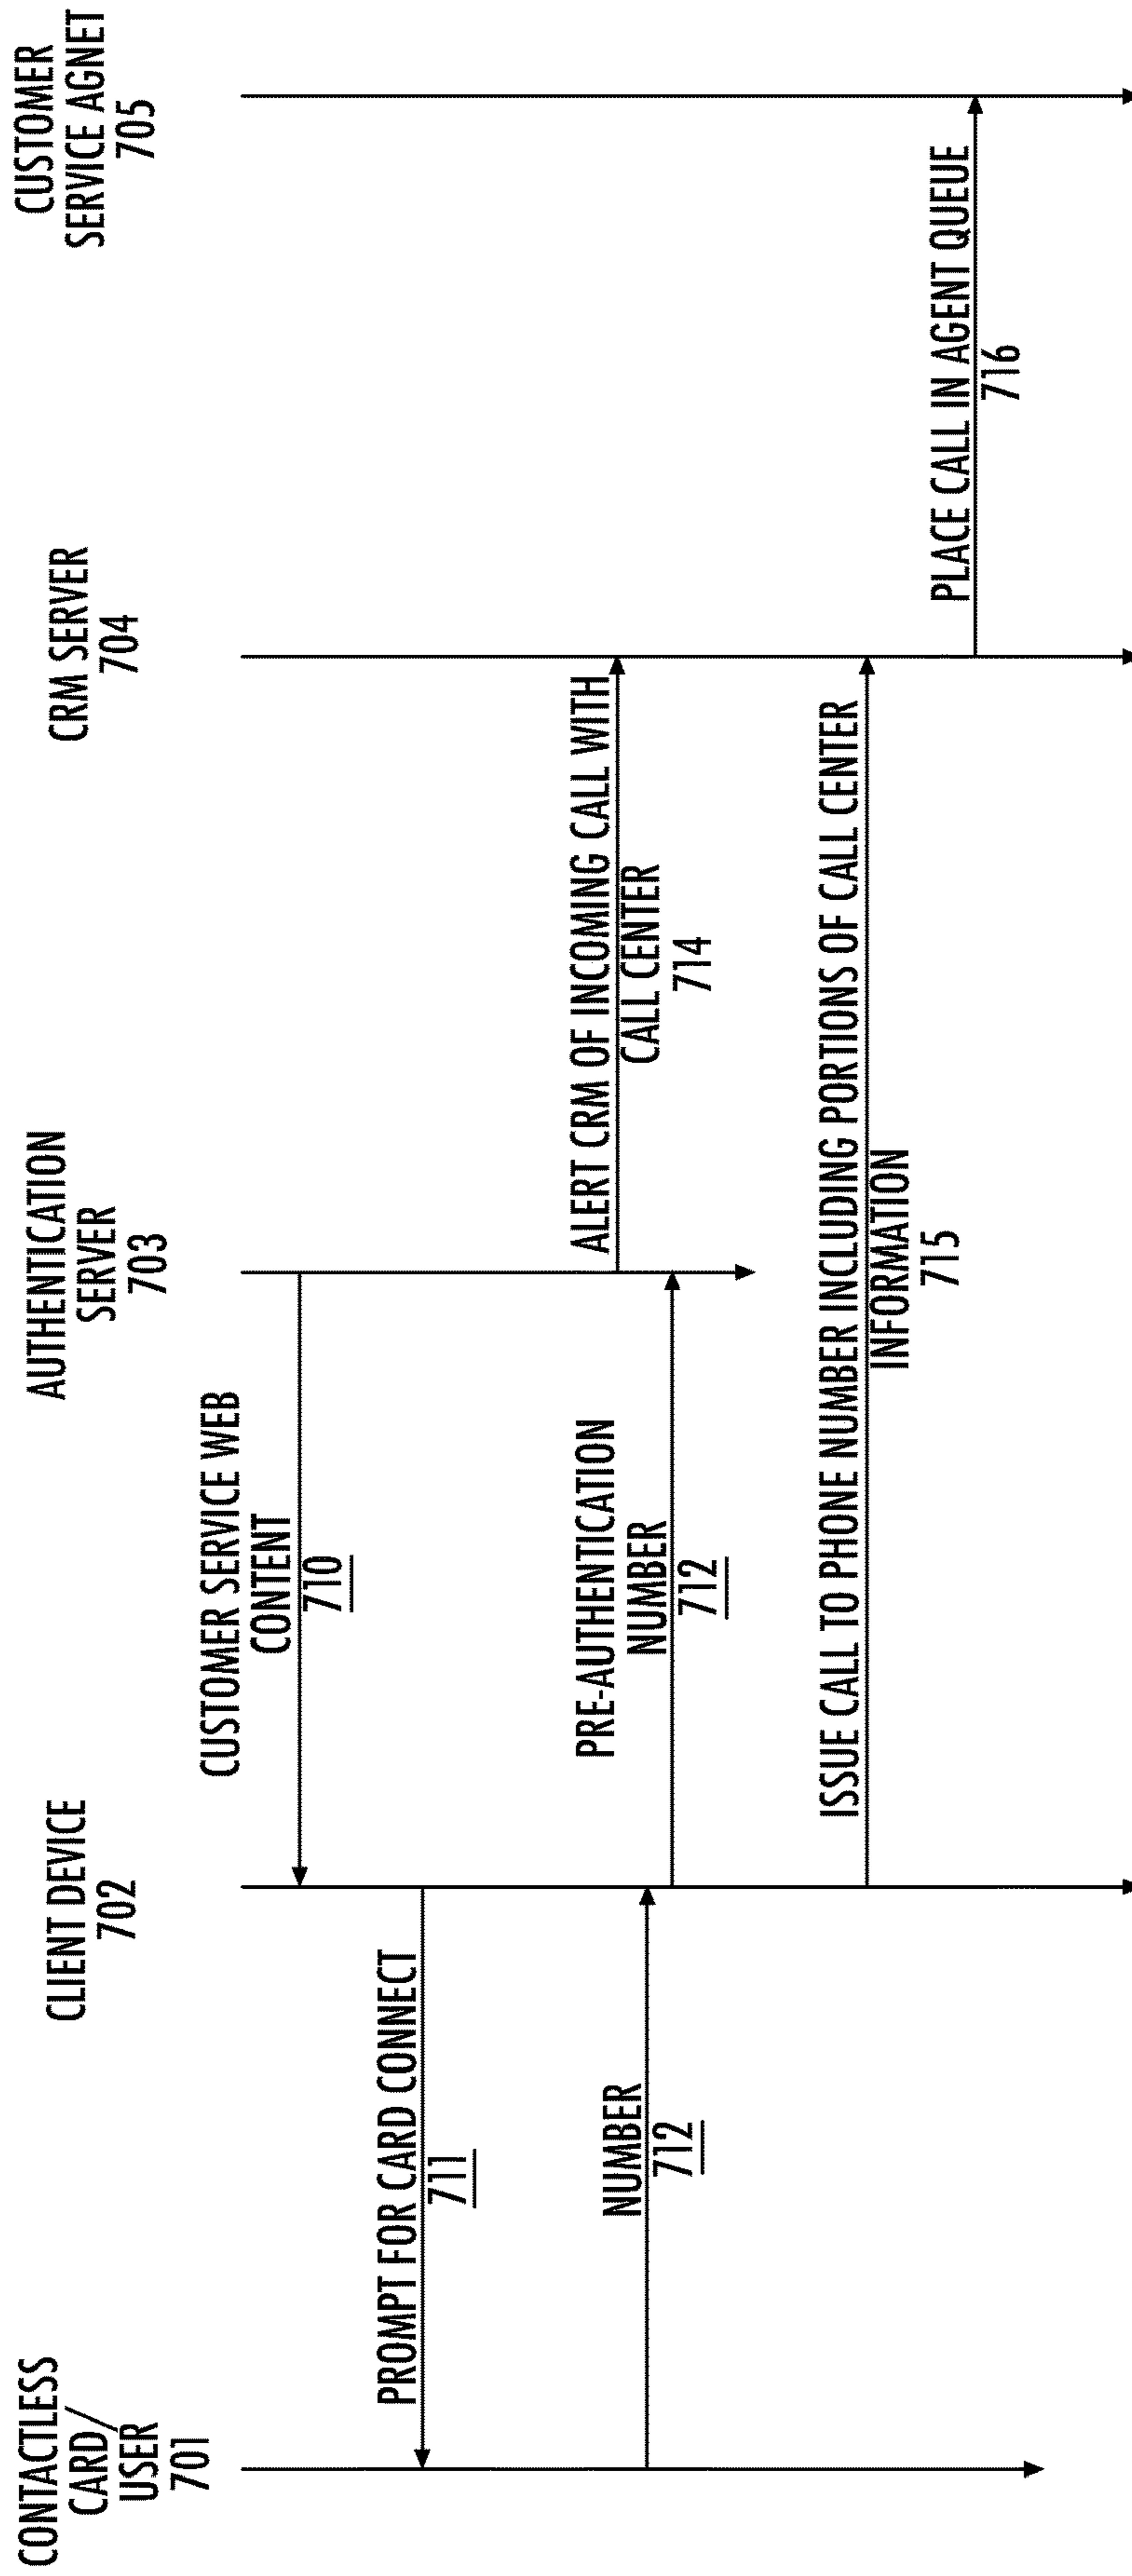 CONTACTLESS
CARD/
USER
701
CLIENT DEVICE
702
AUTHENTICATION
SERVER
703
CRM SERVER
704
CUSTOMER
SERVICE AGNET
705
CUSTOMER SERVICE WEB
CONTENT
710
PROMPT FOR CARD CONNECT
711
NUMBER
712
PRE-AUTHENTICATION
NUMBER
712
ALERT CRM OF INCOMING CALL WITH
CALL CENTER
714
ISSUE CALL TO PHONE NUMBER INCLUDING PORTIONS OF CALL CENTER
INFORMATION
715
PLACE CALL IN AGENT QUEUE
716